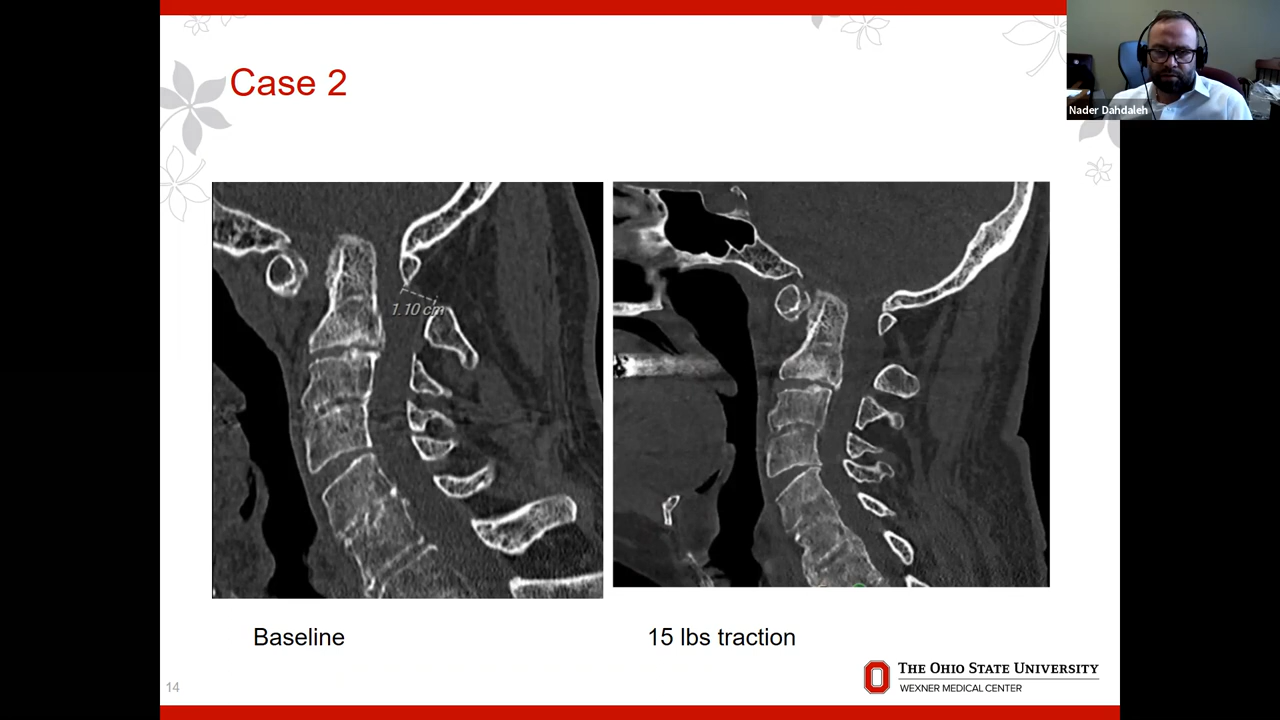 Case 2
Nader Dahdaleh
1.10 cm
Baseline
15 lbs traction
THE OHIO STATE UNIVERSITY
WEXNER MEDICAL CENTER
14